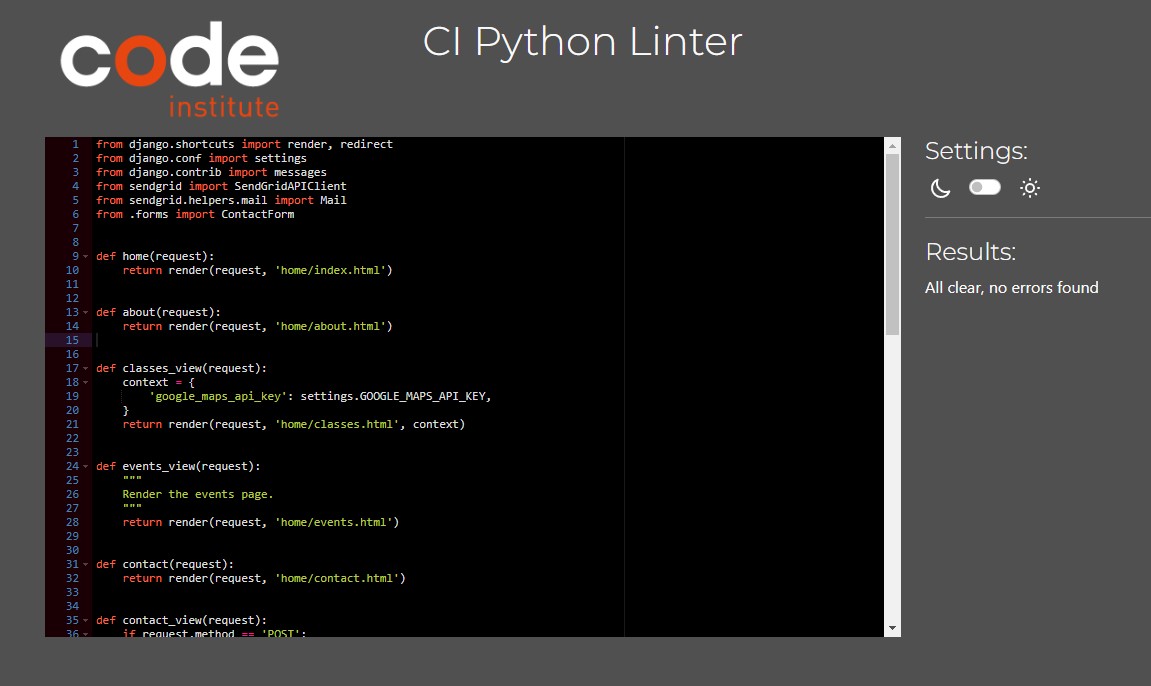 code
institute
CI Python Linter
1 from django.shortcuts import render, redirect
2 from django.conf import settings
3 from django.contrib import messages
4 from sendgrid import SendGridAPIClient
5 from sendgrid.helpers.mail import Mail
6 from .forms import ContactForm
7
8
9 def home(request):
10     return render(request, 'home/index.html')
11
12
13 def about(request):
14     return render(request, 'home/about.html')
15
16
17 def classes_view(request):
18     context = {
19         'google_maps_api_key': settings.GOOGLE_MAPS_API_KEY,
20     }
21     return render(request, 'home/classes.html', context)
22
23
24 def events_view(request):
25     """
26     Render the events page.
27     """
28     return render(request, 'home/events.html')
29
30
31 def contact(request):
32     return render(request, 'home/contact.html')
33
34
35 def contact_view(request):
36     if request.method == 'POST':
Settings:
Results:
All clear, no errors found